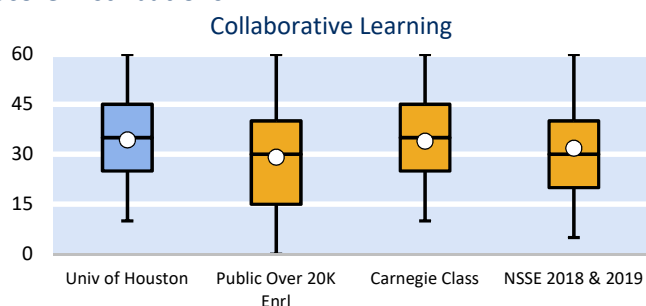 Collaborative Learning
60
45
30
15
0
Univ of Houston
Public Over 20K
Enrl
Carnegie Class
NSSE 2018 & 2019